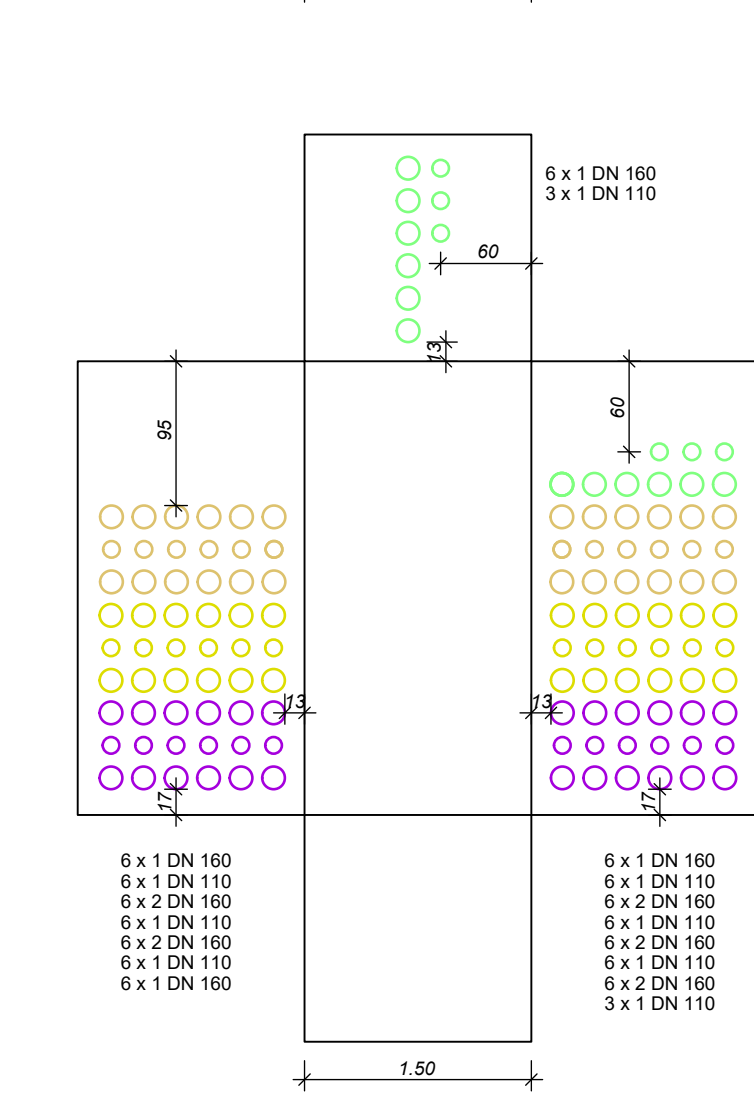 6 x 1 DN 160
3 x 1 DN 110
60
13
95
60
13
13
17
17
6 x 1 DN 160
6 x 1 DN 110
6 x 2 DN 160
6 x 1 DN 110
6 x 2 DN 160
6 x 1 DN 110
6 x 1 DN 160
6 x 1 DN 160
6 x 1 DN 110
6 x 2 DN 160
6 x 1 DN 110
6 x 2 DN 160
6 x 1 DN 110
6 x 2 DN 160
3 x 1 DN 110
1.50